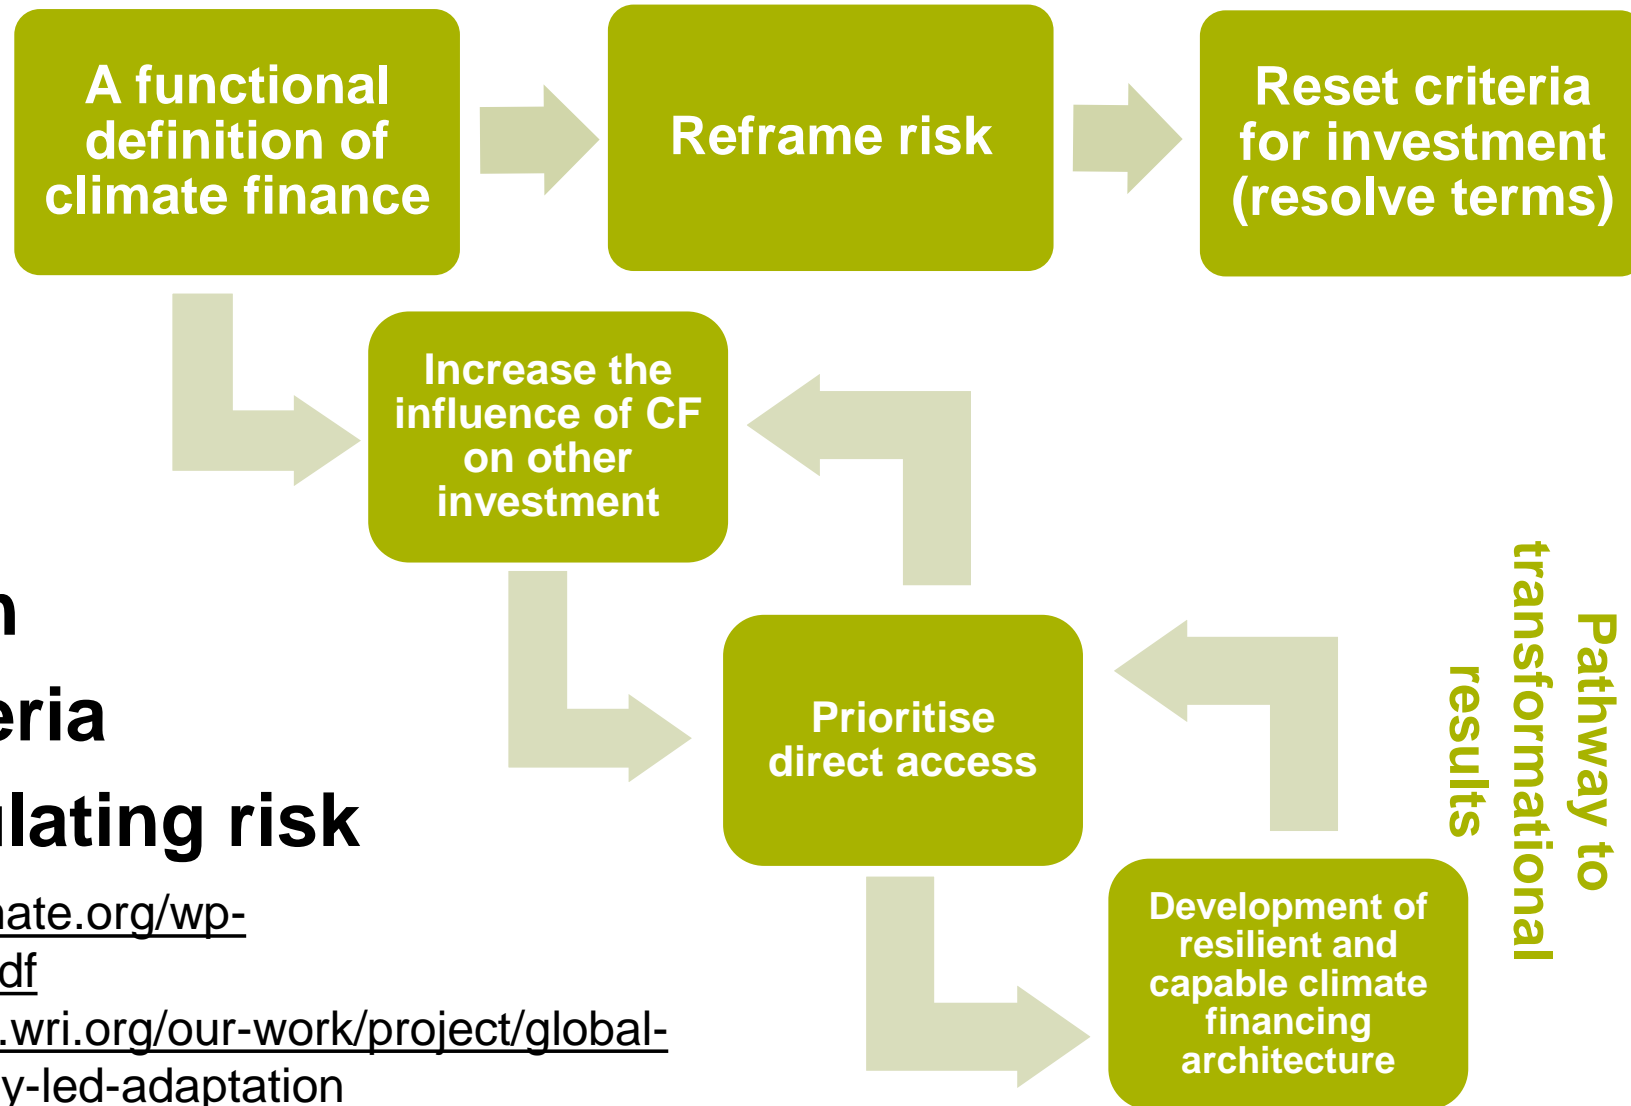 A functional
definition of
climate finance
Reframe risk
Reset criteria
for investment
(resolve terms)
Increase the
influence of CF
on other
investment
Prioritise
direct access
Development of
resilient and
capable climate
financing
architecture
Pathway to
transformational
results
eria
lating risk
nate.org/wp-
df
.wri.org/our-work/project/global-
y-led-adaptation